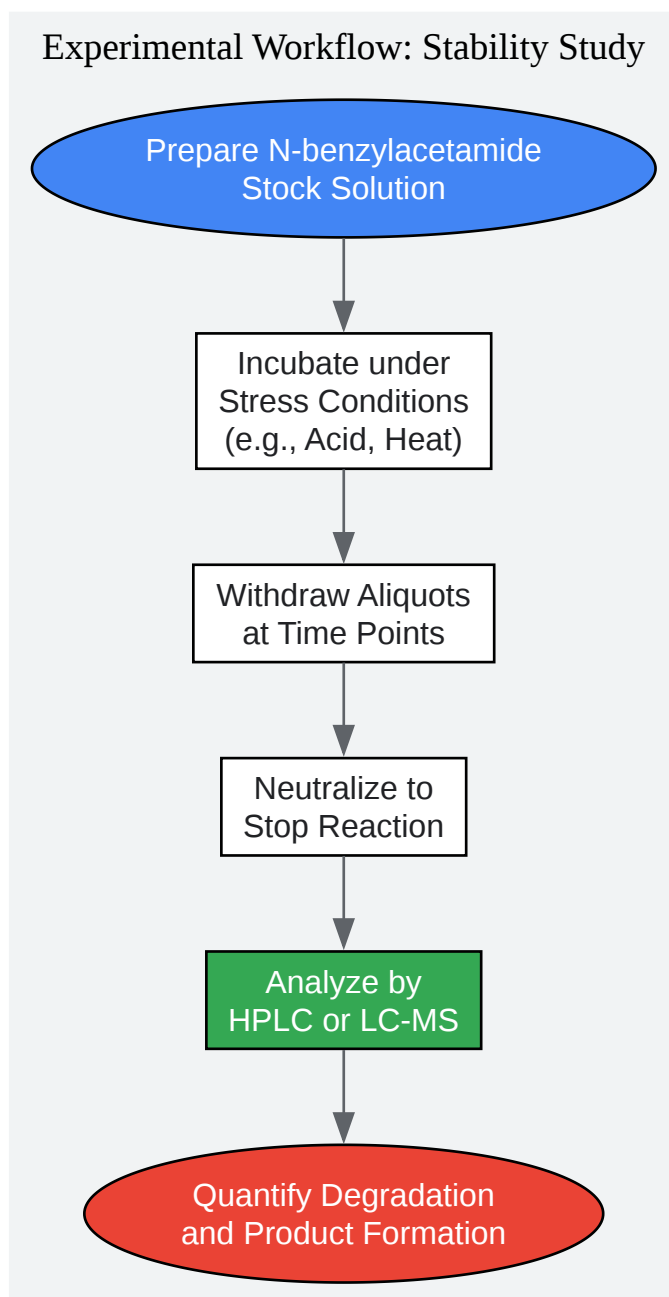 Experimental Workflow: Stability Study
Prepare N-benzylacetamide
Stock Solution
Incubate under
Stress Conditions
(e.g., Acid, Heat)
Withdraw Aliquots
at Time Points
Neutralize to
Stop Reaction
Analyze by
HPLC or LC-MS
Quantify Degradation
and Product Formation